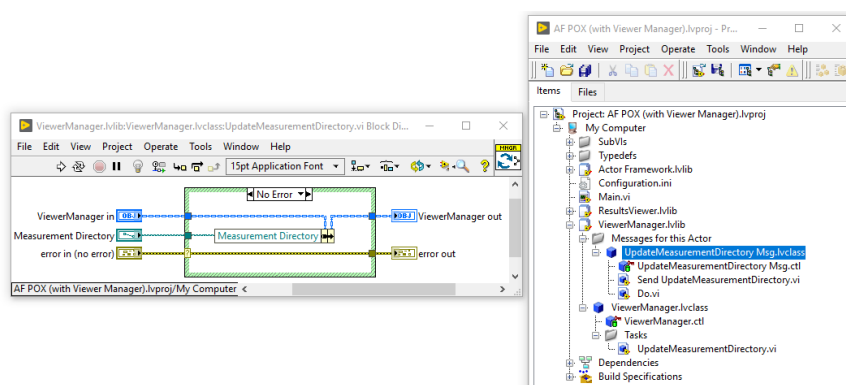 ViewerManager.lvlib:ViewerManager.lvclass:UpdateMeasurementDirectory.vi Block Di...
File Edit View Project Operate Tools Window Help
15pt Application Font
MNGR
No Error
ViewerManager in OBJ
OBJ ViewerManager out
Measurement Directory
Measurement Directory
error in (no error)
error out
AF POX (with Viewer Manager).lvproj/My Computer
AF POX (with Viewer Manager).lvproj - Pr...
File Edit View Project Operate Tools Window Help
Items Files
Project: AF POX (with Viewer Manager).lvproj
My Computer
SubVIs
Typedefs
Actor Framework.lvlib
Configuration.ini
Main.vi
ResultsViewer.lvlib
ViewerManager.lvlib
Messages for this Actor
UpdateMeasurementDirectory Msg.lvclass
UpdateMeasurementDirectory Msg.ctl
Send UpdateMeasurementDirectory.vi
Do.vi
ViewerManager.lvclass
ViewerManager.ctl
Tasks
UpdateMeasurementDirectory.vi
Dependencies
Build Specifications